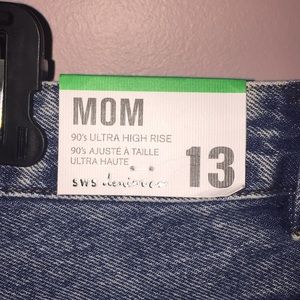 MOM
90's ULTRA HIGH RISE
90's AJUSTÉ À TAILLE
ULTRA HAUTE
13
sws denim